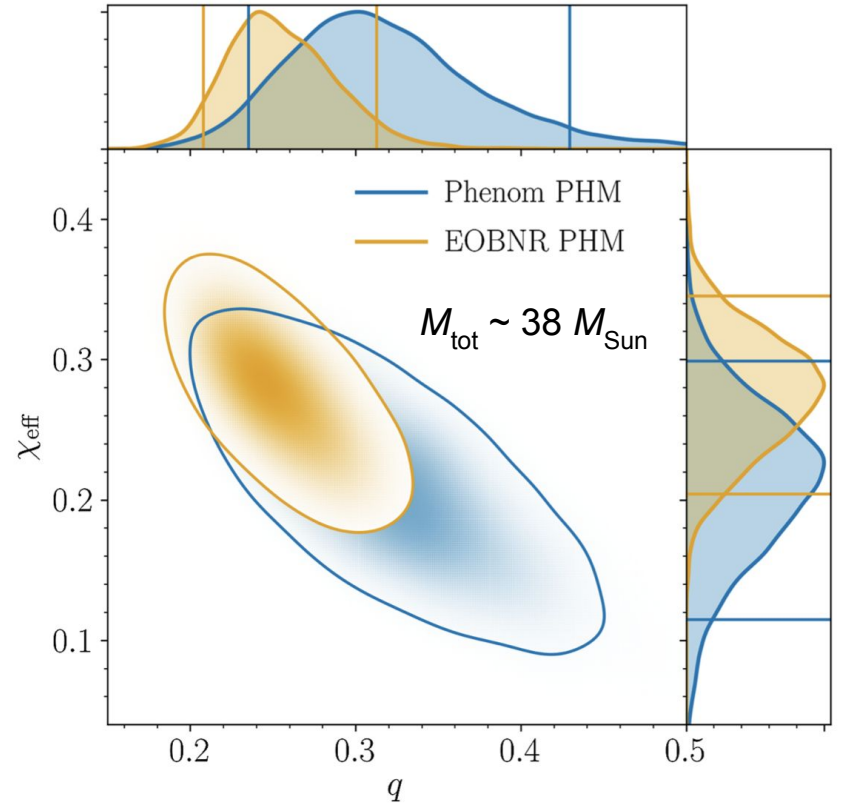 Phenom PHM
EOBNR PHM
M_tot ~ 38 M_Sun
0.4
0.3
0.2
0.1
χ_eff
0.2 0.3 0.4 0.5
q